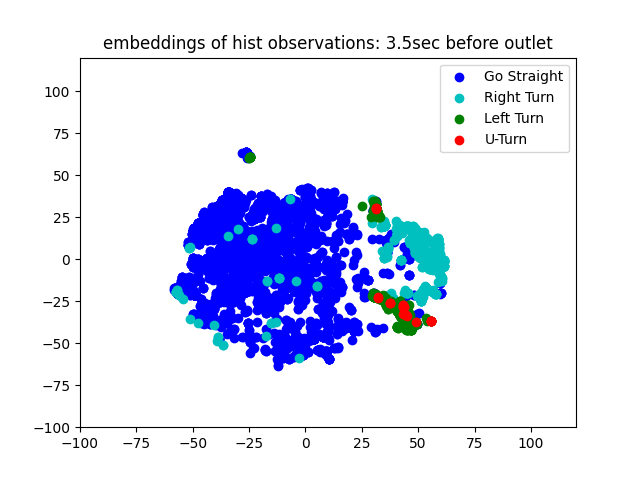 embeddings of hist observations: 3.5sec before outlet
Go Straight
Right Turn
Left Turn
U-Turn
100
75
50
25
0
−25
−50
−75
−100
−100 −75 −50 −25 0 25 50 75 100